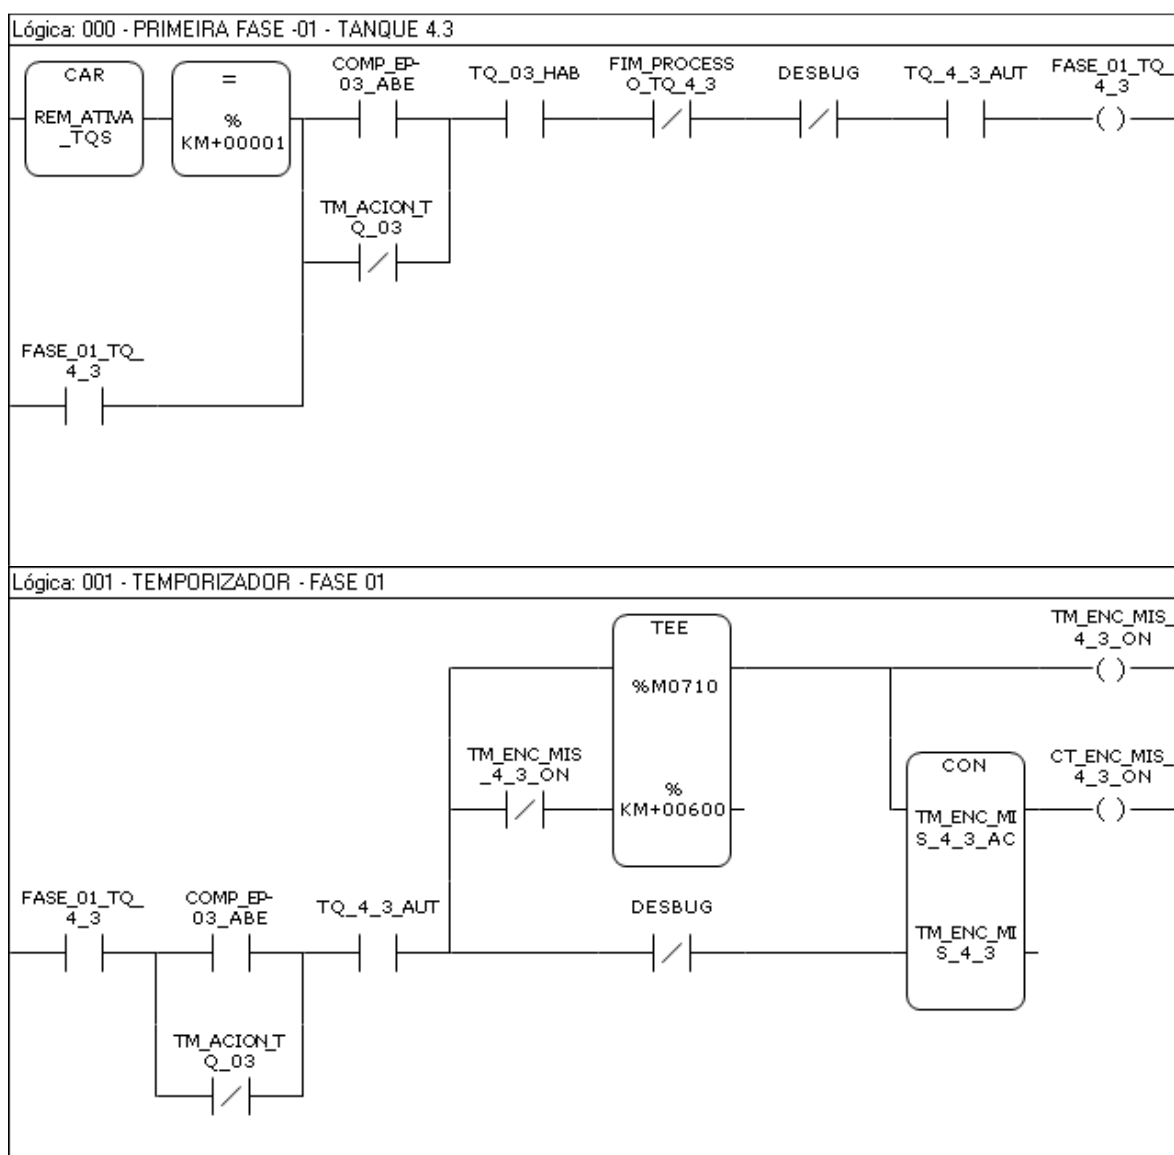 Lógica: 000 - PRIMEIRA FASE -01 - TANQUE 4.3
CAR
REM_ATIVA
_TQS
=
%
KM+00001
COMP_EP-
03_ABE
TQ_03_HAB
FIM_PROCESS
O_TQ_4_3
DESBUG
TQ_4_3_AUT
FASE_01_TQ_
4_3
TM_ACION_T
Q_03
FASE_01_TQ_
4_3
Lógica: 001 - TEMPORIZADOR - FASE 01
TEE
%M0710
%
KM+00600
TM_ENC_MIS_
4_3_ON
TM_ENC_MIS
_4_3_ON
CON
TM_ENC_MI
S_4_3_AC
TM_ENC_MI
S_4_3
CT_ENC_MIS_
4_3_ON
FASE_01_TQ_
4_3
COMP_EP-
03_ABE
TQ_4_3_AUT
DESBUG
TM_ACION_T
Q_03